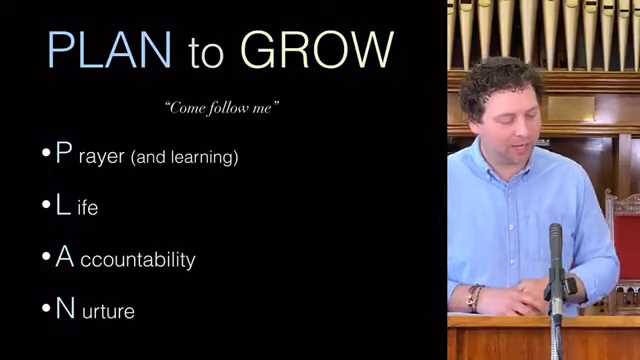 PLAN to GROW
“Come follow me”
• P rayer (and learning)
• L ife
• A ccountability
• N urture